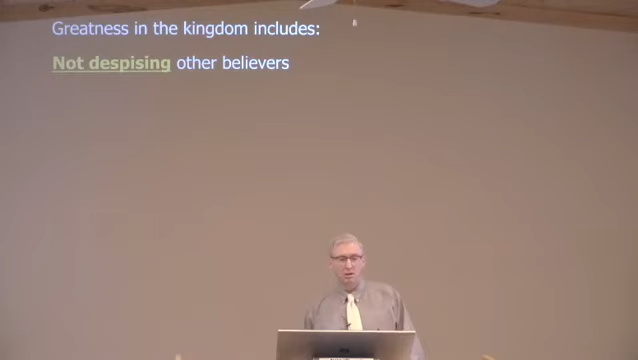 Greatness in the kingdom includes:
Not despising other believers